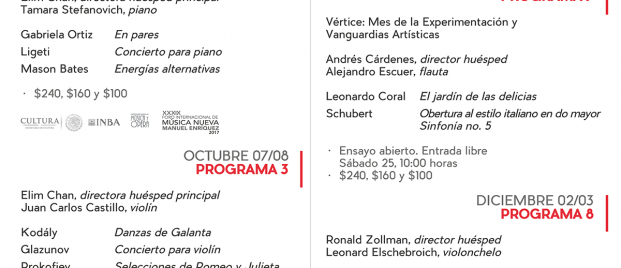 Tamara Stefanovich, piano
Gabriela Ortiz En pares
Ligeti Concierto para piano
Mason Bates Energías alternativas
· $240, $160 y $100
CULTURA INBA MÚSICA Y ÓPERA XXXIX
FORO INTERNACIONAL DE
MÚSICA NUEVA
MANUEL ENRÍQUEZ
2017
OCTUBRE 07/08
PROGRAMA 3
Elim Chan, directora huésped principal
Juan Carlos Castillo, violín
Kodály Danzas de Galanta
Glazunov Concierto para violín
Prokofiev Selecciones de Romeo y Julieta
Vértice: Mes de la Experimentación y
Vanguardias Artísticas
Andrés Cárdenes, director huésped
Alejandro Escuer, flauta
Leonardo Coral El jardín de las delicias
Schubert Obertura al estilo italiano en do mayor
Sinfonía no. 5
· Ensayo abierto. Entrada libre
Sábado 25, 10:00 horas
· $240, $160 y $100
DICIEMBRE 02/03
PROGRAMA 8
Ronald Zollman, director huésped
Leonard Elschebroich, violonchelo